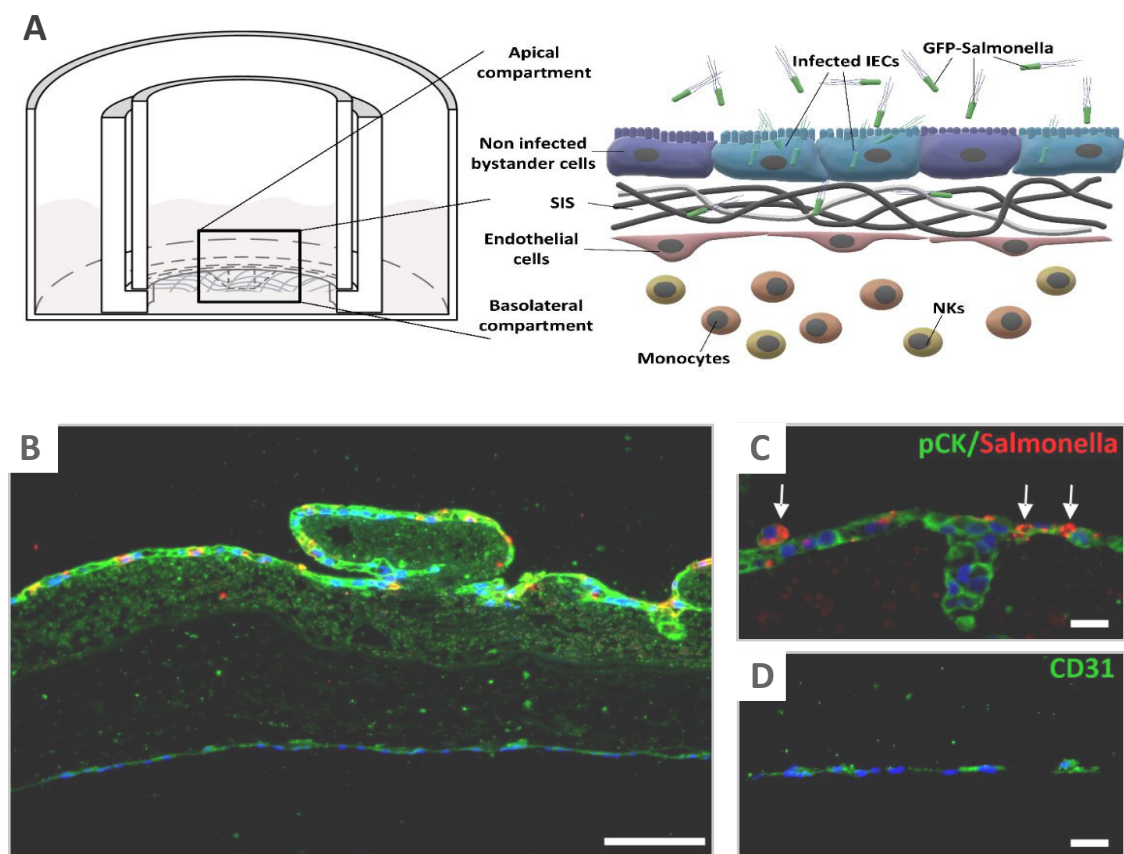 A
Apical
compartment
Non infected
bystander cells
SIS
Endothelial
cells
Basolateral
compartment
Infected IECs
GFP-Salmonella
NKs
Monocytes
B
C
pCK/Salmonella
D
CD31